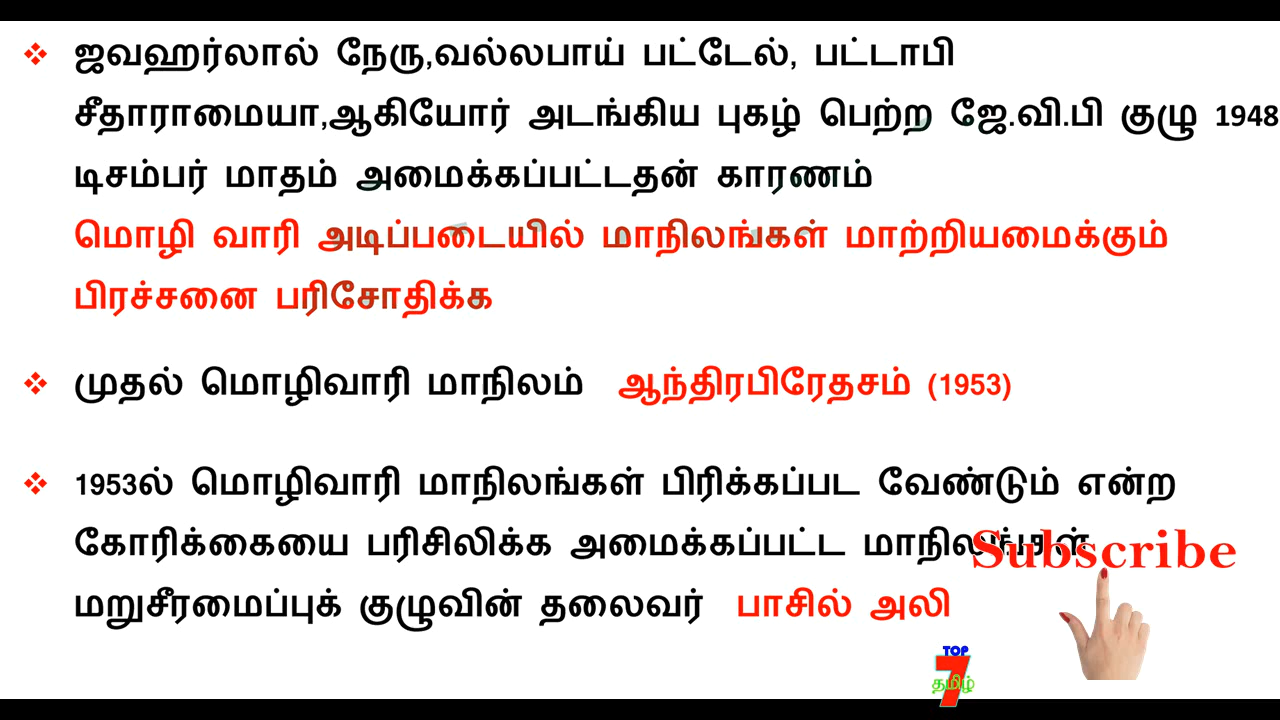 ஜவஹர்லால் நேரு,வல்லபாய் பட்டேல், பட்டாபி
சீதாராமையா,ஆகியோர் அடங்கிய புகழ் பெற்ற ஜே.வி.பி குழு 1948
டிசம்பர் மாதம் அமைக்கப்பட்டதன் காரணம்
மொழி வாரி அடிப்படையில் மாநிலங்கள் மாற்றியமைக்கும்
பிரச்சனை பரிசோதிக்க
முதல் மொழிவாரி மாநிலம் ஆந்திரபிரேதசம் (1953)
1953ல் மொழிவாரி மாநிலங்கள் பிரிக்கப்பட வேண்டும் என்ற
கோரிக்கையை பரிசிலிக்க அமைக்கப்பட்ட மாநிலங்கள்
Subscribe
மறுசீரமைப்புக் குழுவின் தலைவர் பாசில் அலி
TOP
7
தமிழ்